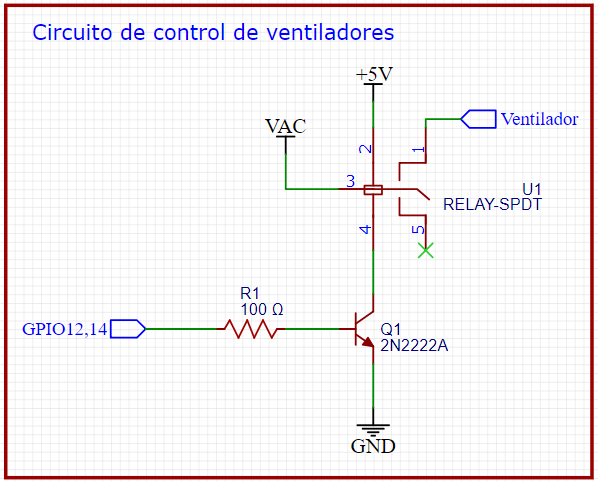 Circuito de control de ventiladores
+5V
VAC
Ventilador
2
1
3
U1
RELAY-SPDT
4
5
R1
100 Ω
GPIO12,14
Q1
2N2222A
GND